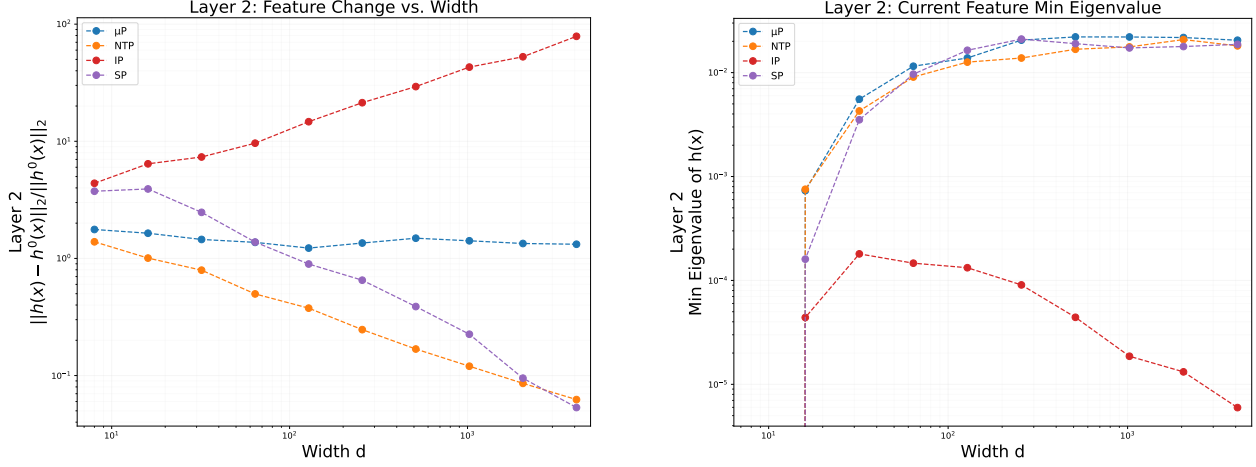 Layer 2: Feature Change vs. Width
Layer 2
||h(x) − h⁰(x)||₂/||h⁰(x)||₂
10²
10¹
10⁰
10⁻¹
μP
NTP
IP
SP
10¹
10²
10³
Width d
Layer 2: Current Feature Min Eigenvalue
Layer 2
Min Eigenvalue of h(x)
10⁻²
10⁻³
10⁻⁴
10⁻⁵
μP
NTP
IP
SP
10¹
10²
10³
Width d